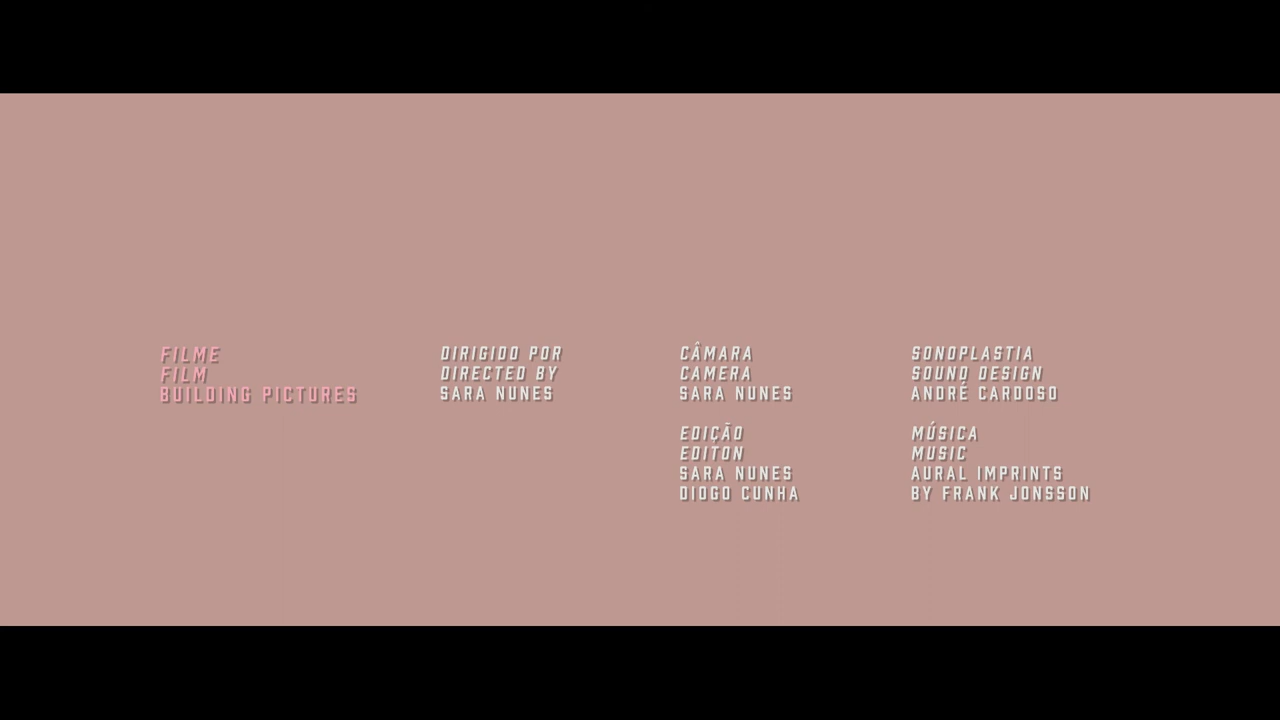 FILME
FILM
BUILDING PICTURES
DIRIGIDO POR
DIRECTED BY
SARA NUNES
CÂMARA
CAMERA
SARA NUNES
EDIÇÃO
EDITON
SARA NUNES
DIOGO CUNHA
SONOPLASTIA
SOUND DESIGN
ANDRÉ CARDOSO
MÚSICA
MUSIC
AURAL IMPRINTS
BY FRANK JONSSON